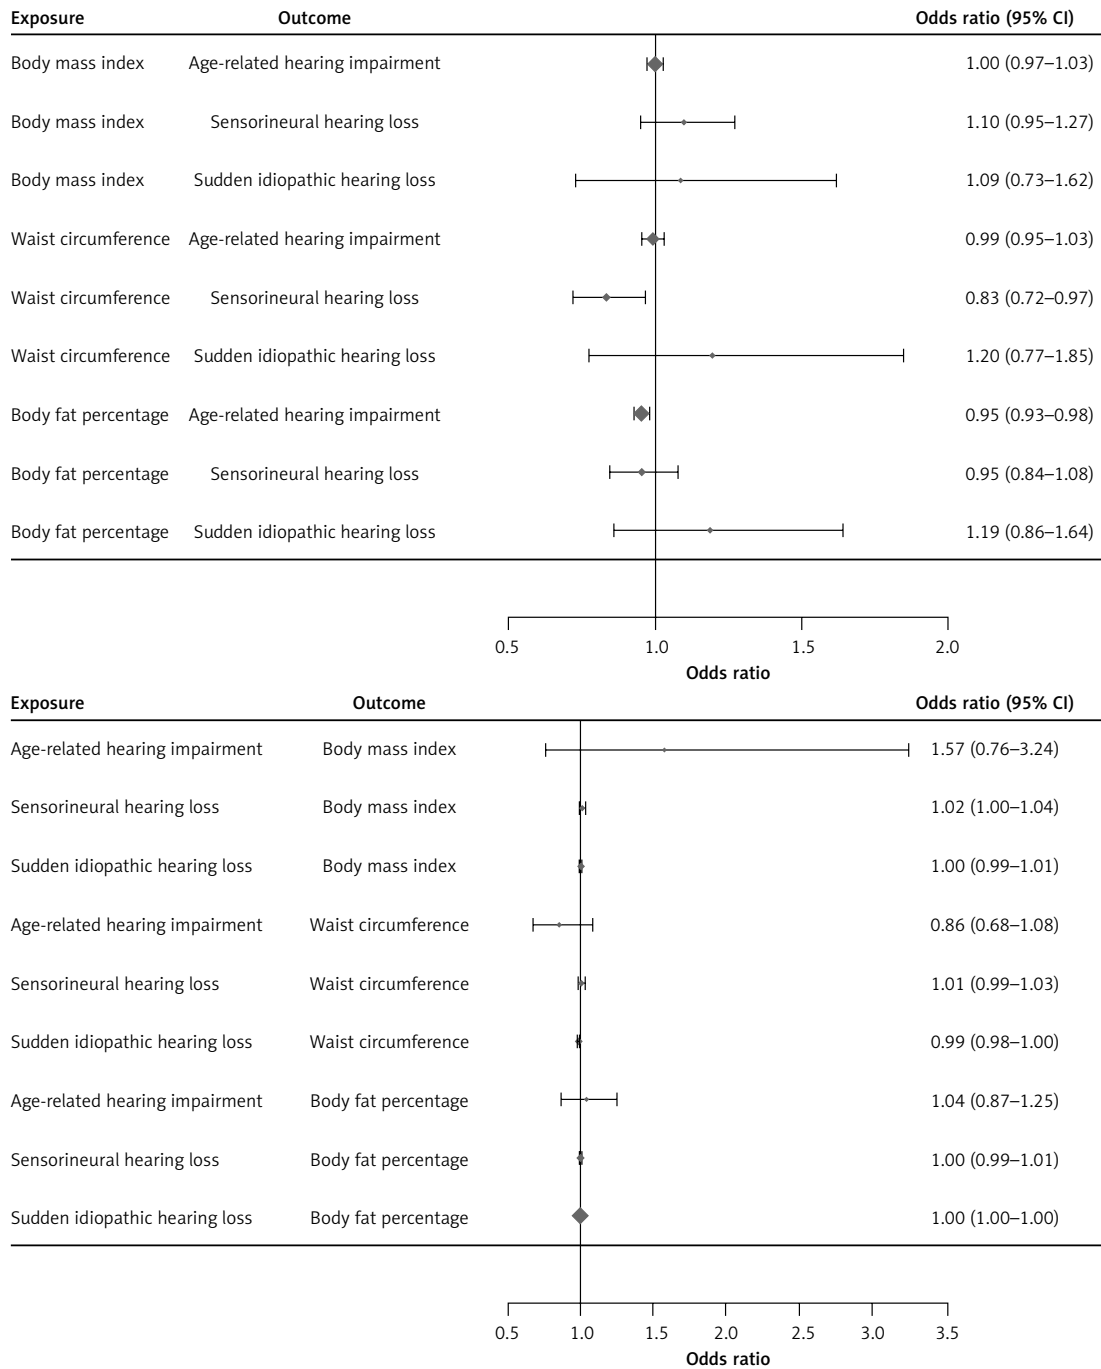 Exposure Outcome Odds ratio (95% CI)
Body mass index Age-related hearing impairment 1.00 (0.97–1.03)
Body mass index Sensorineural hearing loss 1.10 (0.95–1.27)
Body mass index Sudden idiopathic hearing loss 1.09 (0.73–1.62)
Waist circumference Age-related hearing impairment 0.99 (0.95–1.03)
Waist circumference Sensorineural hearing loss 0.83 (0.72–0.97)
Waist circumference Sudden idiopathic hearing loss 1.20 (0.77–1.85)
Body fat percentage Age-related hearing impairment 0.95 (0.93–0.98)
Body fat percentage Sensorineural hearing loss 0.95 (0.84–1.08)
Body fat percentage Sudden idiopathic hearing loss 1.19 (0.86–1.64)
0.5 1.0 1.5 2.0
Odds ratio
Exposure Outcome Odds ratio (95% CI)
Age-related hearing impairment Body mass index 1.57 (0.76–3.24)
Sensorineural hearing loss Body mass index 1.02 (1.00–1.04)
Sudden idiopathic hearing loss Body mass index 1.00 (0.99–1.01)
Age-related hearing impairment Waist circumference 0.86 (0.68–1.08)
Sensorineural hearing loss Waist circumference 1.01 (0.99–1.03)
Sudden idiopathic hearing loss Waist circumference 0.99 (0.98–1.00)
Age-related hearing impairment Body fat percentage 1.04 (0.87–1.25)
Sensorineural hearing loss Body fat percentage 1.00 (0.99–1.01)
Sudden idiopathic hearing loss Body fat percentage 1.00 (1.00–1.00)
0.5 1.0 1.5 2.0 2.5 3.0 3.5
Odds ratio